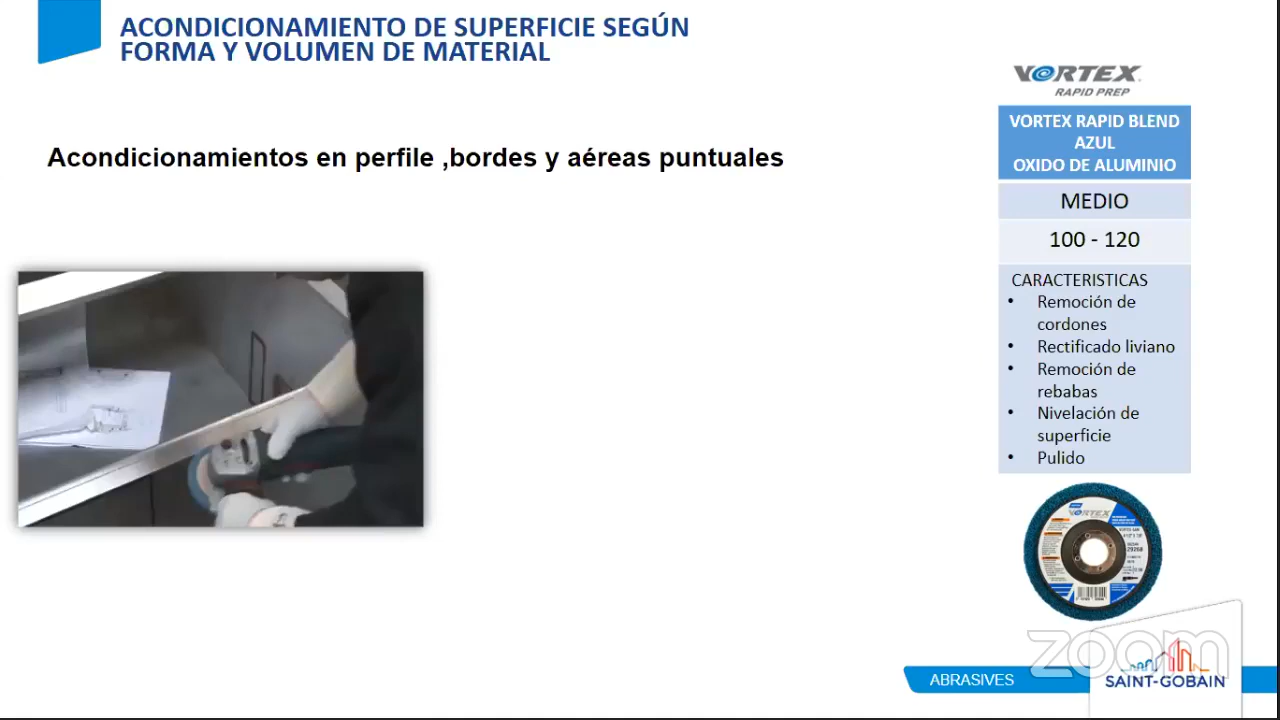 ACONDICIONAMIENTO DE SUPERFICIE SEGÚN
FORMA Y VOLUMEN DE MATERIAL
VORTEX
RAPID PREP
VORTEX RAPID BLEND
AZUL
OXIDO DE ALUMINIO
MEDIO
100 - 120
CARACTERISTICAS
• Remoción de
cordones
• Rectificado liviano
• Remoción de
rebabas
• Nivelación de
superficie
• Pulido
Acondicionamientos en perfile ,bordes y aéreas puntuales
VORTEX
zoom
ABRASIVES
SAINT-GOBAIN